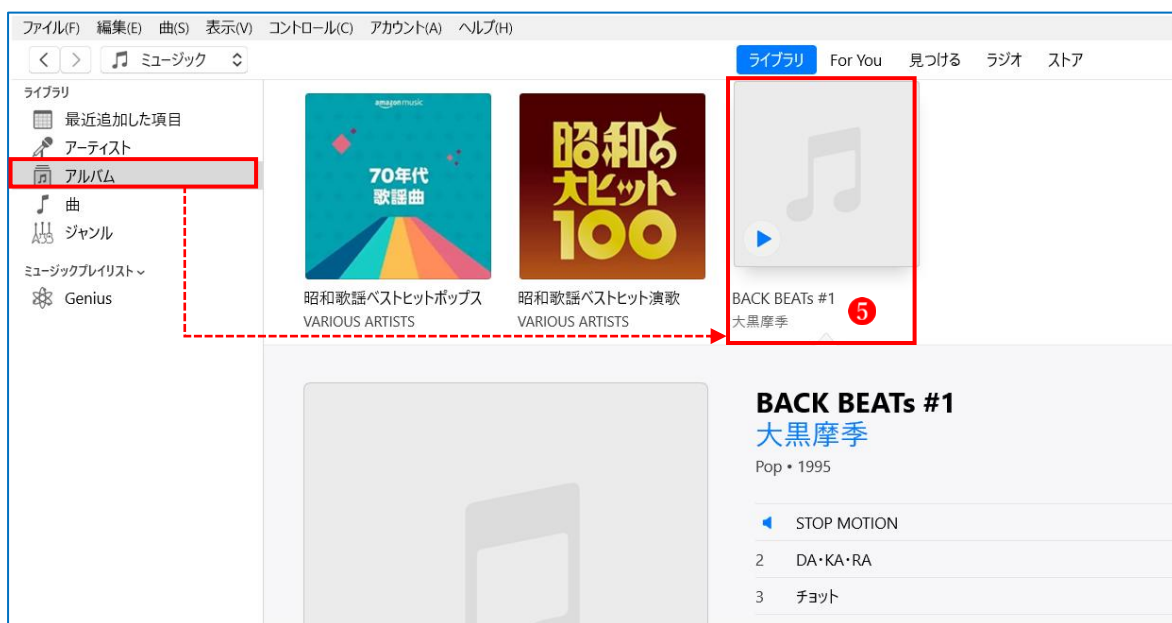 ファイル(F) 編集(E) 曲(S) 表示(V) コントロール(C) アカウント(A) ヘルプ(H)
ミュージック
ライブラリ For You 見つける ラジオ ストア
ライブラリ
最近追加した項目
アーティスト
アルバム
曲
ジャンル
ミュージックプレイリスト
Genius
amazon music
70年代
歌謡曲
昭和歌謡ベストヒットポップス
VARIOUS ARTISTS
昭和の
大ヒット
100
昭和歌謡ベストヒット演歌
VARIOUS ARTISTS
BACK BEATs #1
大黒摩季
5
BACK BEATs #1
大黒摩季
Pop • 1995
STOP MOTION
2 DA・KA・RA
3 チョット